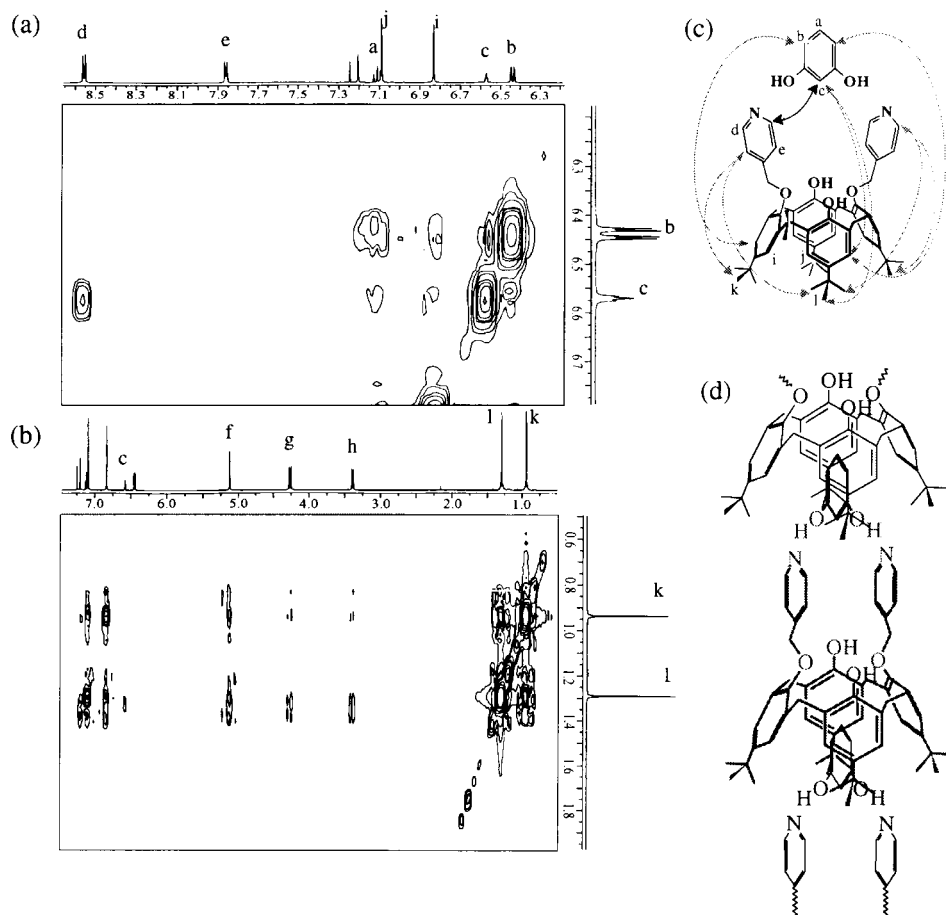 (a)
d
e
a
j
i
c
b
8.5 8.3 8.1 7.9 7.7 7.5 7.3 7.1 6.9 6.7 6.5 6.3
6.3
6.4
6.5
6.6
6.7
b
c
(b)
c
f
g
h
l
k
7.0 6.0 5.0 4.0 3.0 2.0 1.0
0.6
0.8
1.0
1.2
1.4
1.6
1.8
k
l
(c)
a
b
HO
OH
c
N
N
d
e
O
OH
O
OH
i
j
k
l
(d)
O
OH
O
OH
H
O
O
H
N
N
O
OH
O
OH
H
O
O
H
N
N